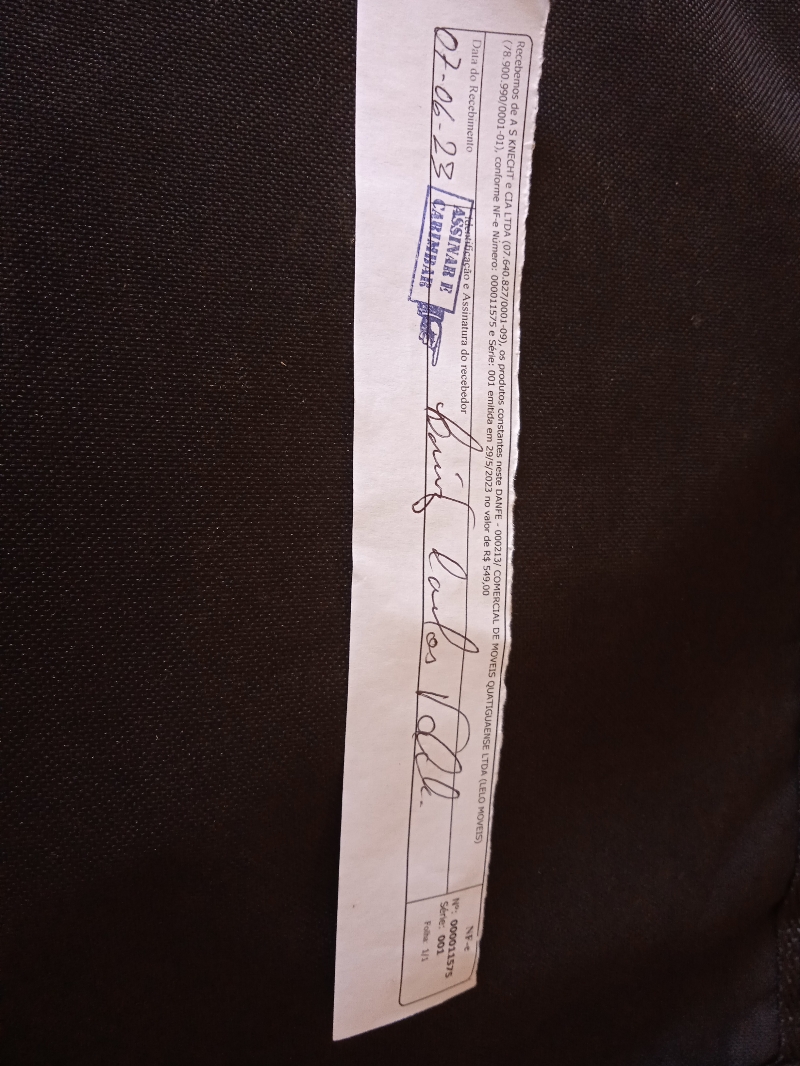 Recebemos de A S KNECHT e CIA LTDA (07.640.827/0001-09), os produtos constantes neste DANFE - 000213/ COMERCIAL DE MOVEIS QUATIGUAENSE LTDA (LELO MOVEIS)
(78.900.990/0001-01), conforme NF-e Número: 000011575 e Série: 001 emitida em 29/5/2023 no valor de R$ 549,00
Data do Recebimento
07-06-23
Identificação e Assinatura do recebedor
ASSINAR E
CARIMBAR
Carlos
NF-e
Nº: 000011575
Série: 001
Folha: 1/1